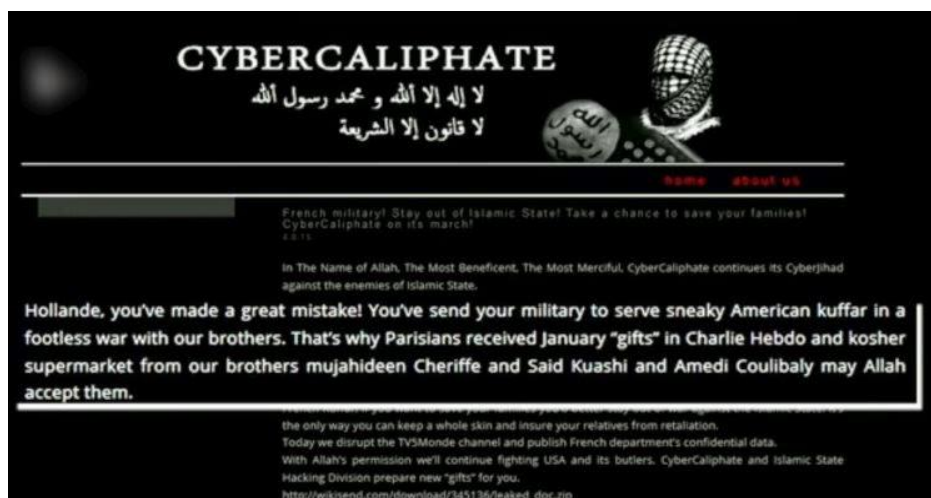 CYBERCALIPHATE
لا إله إلا الله و محمد رسول الله
لا قانون إلا الشريعة
الله
رسول
محمد
home about us
French military! Stay out of Islamic State! Take a chance to save your families!
CyberCaliphate on its march!
In The Name of Allah, The Most Beneficent, The Most Merciful, CyberCaliphate continues its CyberJihad
against the enemies of Islamic State.
Hollande, you've made a great mistake! You've send your military to serve sneaky American kuffar in a
footless war with our brothers. That's why Parisians received January "gifts" in Charlie Hebdo and kosher
supermarket from our brothers mujahideen Cheriffe and Said Kuashi and Amedi Coulibaly may Allah
accept them.
the only way you can keep a whole skin and insure your relatives from retaliation.
Today we disrupt the TV5Monde channel and publish French department's confidential data.
With Allah's permission we'll continue fighting USA and its butlers. CyberCaliphate and Islamic State
Hacking Division prepare new "gifts" for you.
http://wikisend.com/download/345136/leaked_doc.zip